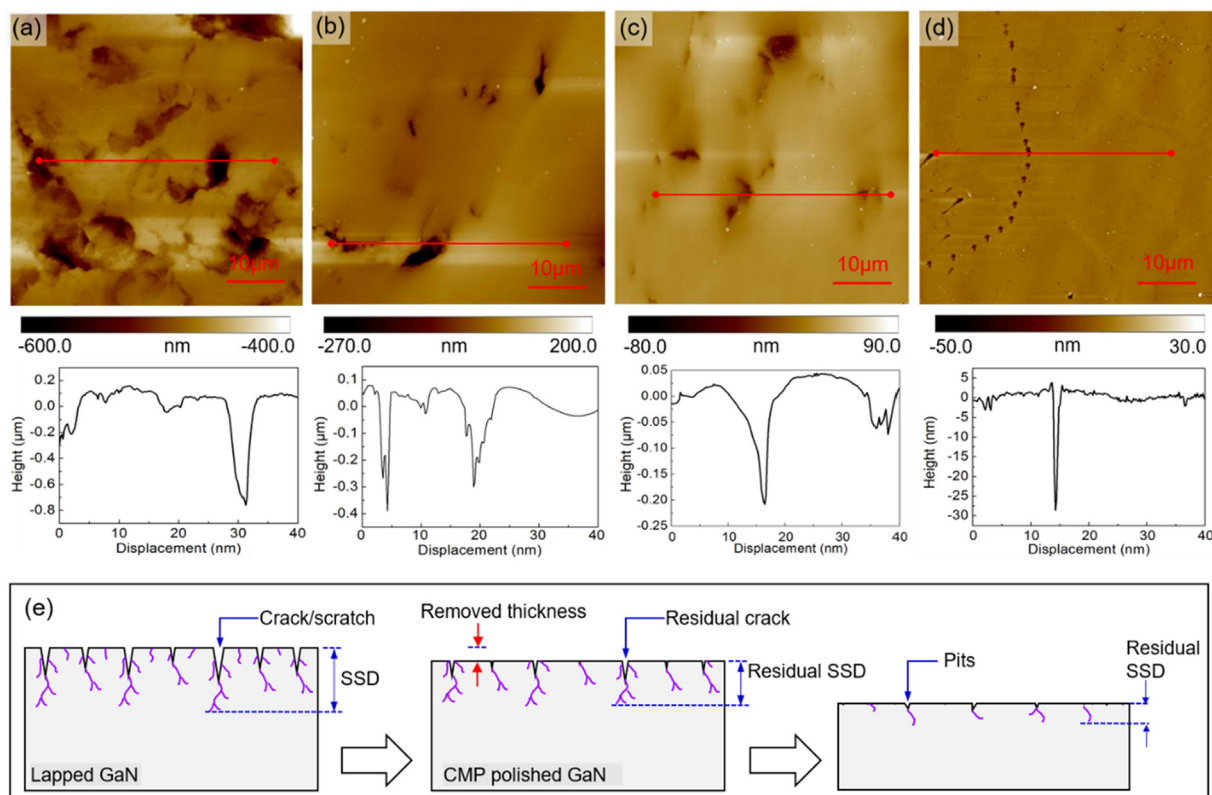 (a) (b) (c) (d)
10μm 10μm 10μm 10μm
-600.0 nm -400.0 -270.0 nm 200.0 -80.0 nm 90.0 -50.0 nm 30.0
Height (μm)
0.2
0.0
-0.2
-0.4
-0.6
-0.8
0 10 20 30 40
Displacement (nm)
Height (μm)
0.1
0.0
-0.1
-0.2
-0.3
-0.4
0 10 20 30 40
Displacement (nm)
Height (μm)
0.05
0.00
-0.05
-0.10
-0.15
-0.20
-0.25
0 10 20 30 40
Displacement (nm)
Height (nm)
5
0
-5
-10
-15
-20
-25
-30
0 10 20 30 40
Displacement (nm)
(e)
Crack/scratch
SSD
Lapped GaN
Removed thickness
Residual crack
Residual SSD
CMP polished GaN
Pits
Residual
SSD